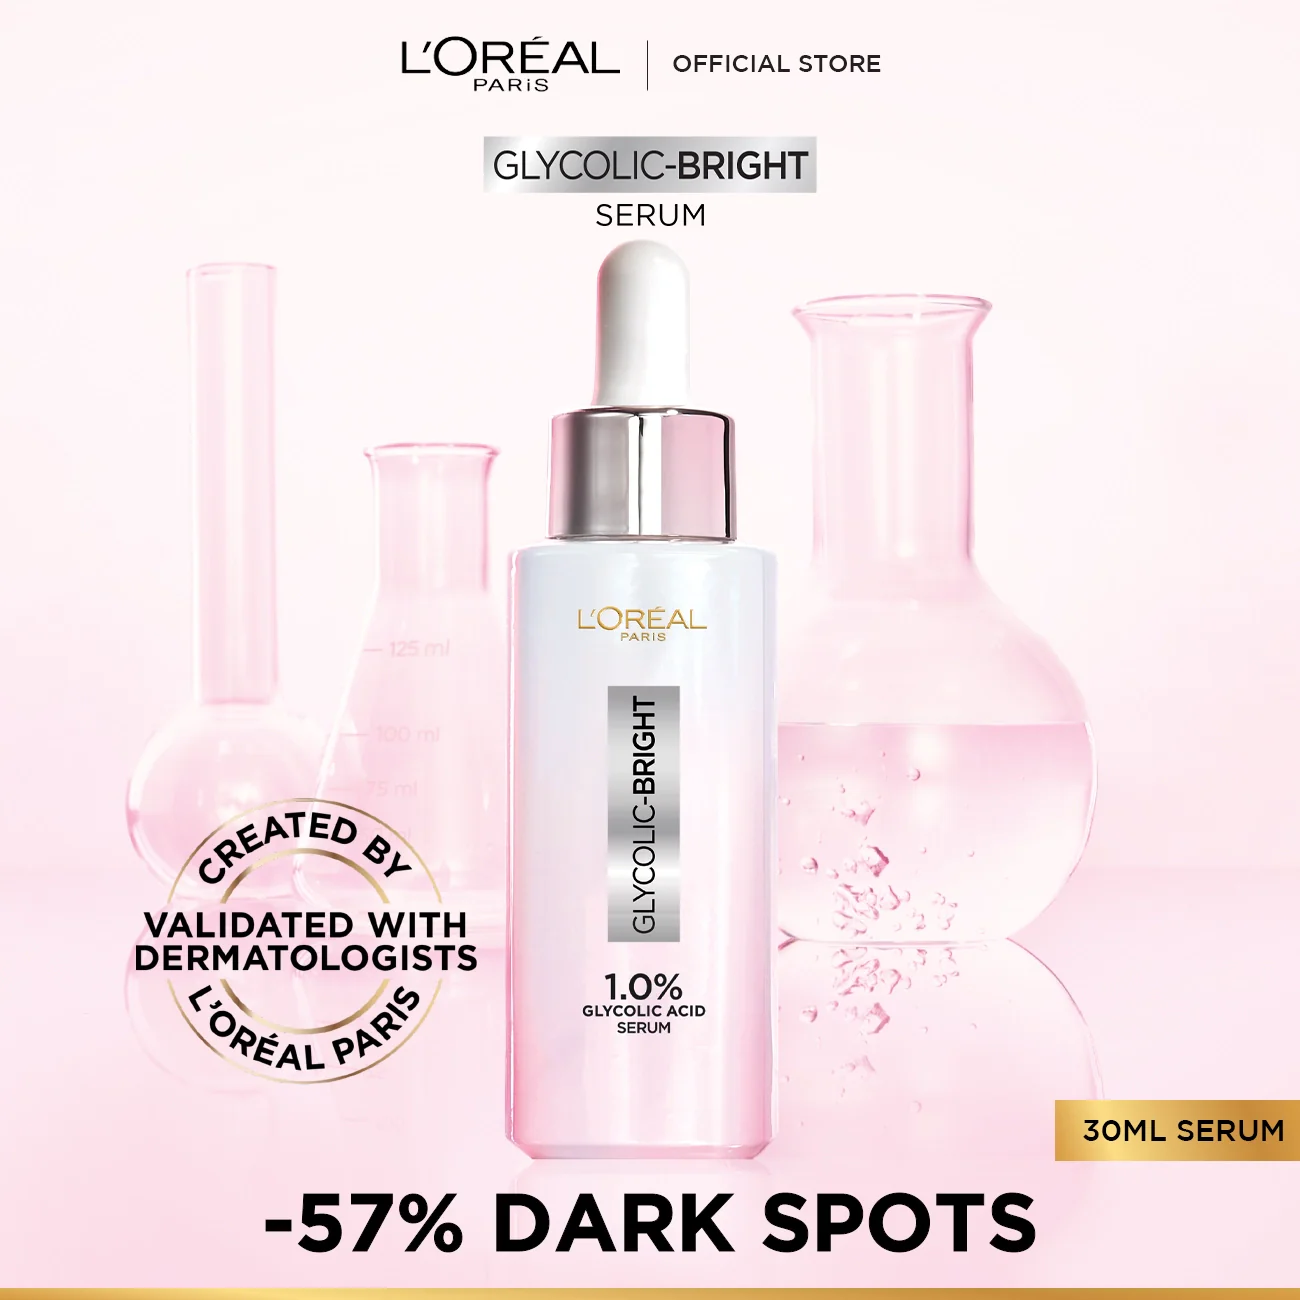 L'ORÉAL
PARiS
OFFICIAL STORE
GLYCOLIC-BRIGHT
SERUM
125 ml
100 ml
75 ml
L'ORÉAL
PARIS
GLYCOLIC-BRIGHT
1.0%
GLYCOLIC ACID
SERUM
CREATED BY
VALIDATED WITH
DERMATOLOGISTS
L'ORÉAL PARIS
30ML SERUM
-57% DARK SPOTS